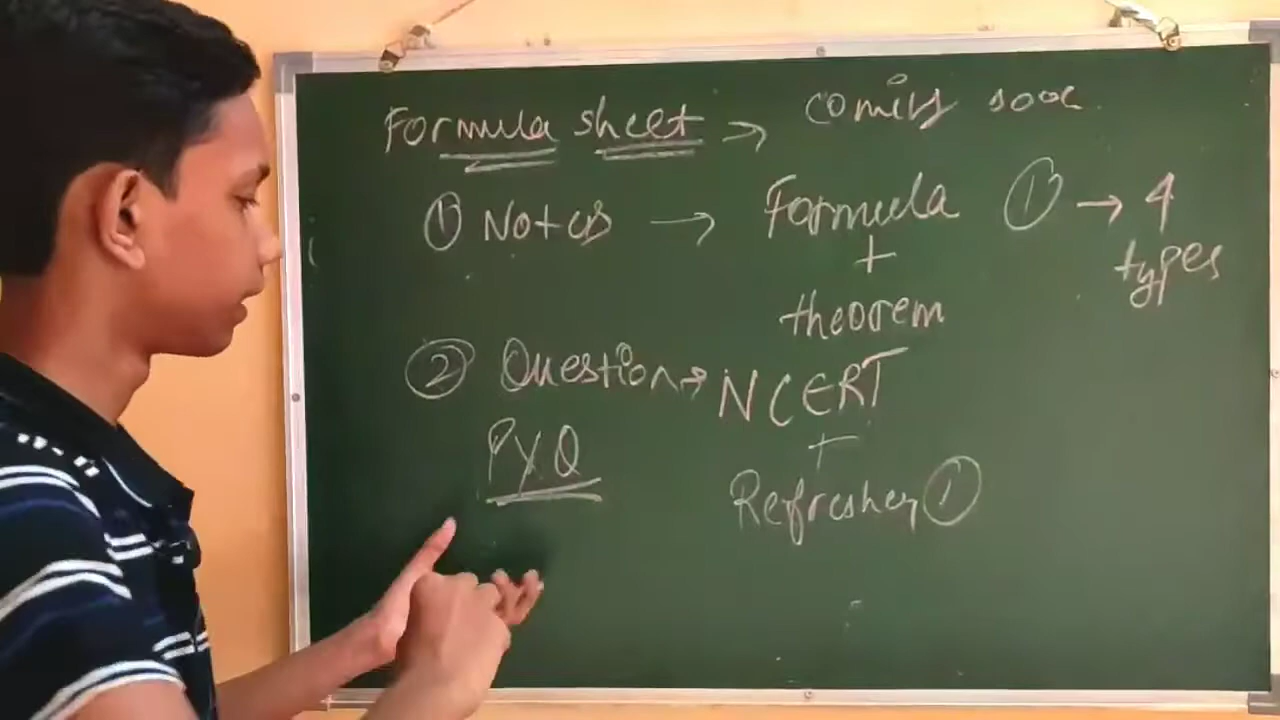 Formula sheet → coming soon
① Notes → Formula ① → 4
+ types
theorem
② Question → NCERT
PYQ +
Refresher ①